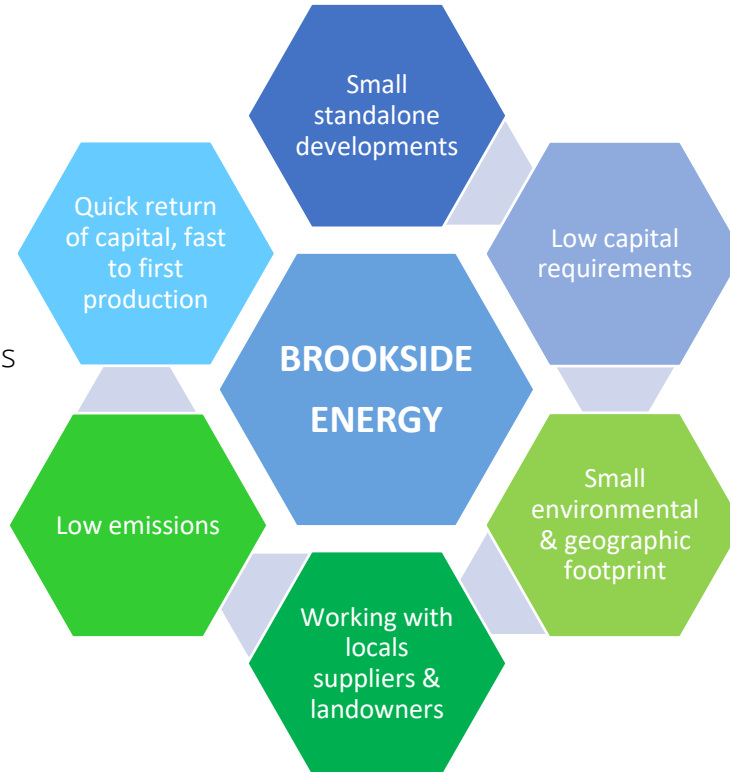 Small
standalone
developments
Quick return
of capital, fast
to first
production
Low capital
requirements
s
BROOKSIDE
ENERGY
Low emissions
Small
environmental
& geographic
footprint
Working with
locals
suppliers &
landowners